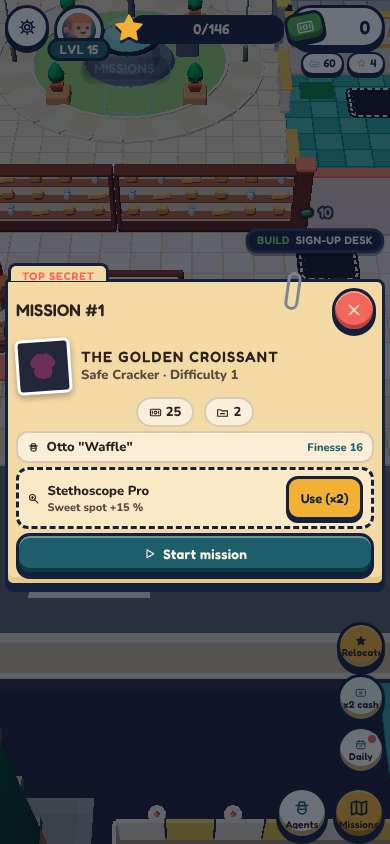 0/146
0
LVL 15
60
4
MISSIONS
10
BUILD SIGN-UP DESK
TOP SECRET
MISSION #1
THE GOLDEN CROISSANT
Safe Cracker · Difficulty 1
25
2
Otto "Waffle"
Finesse 16
Stethoscope Pro
Sweet spot +15 %
Use (x2)
Start mission
Relocate
x2 cash
Daily
Agents
Missions